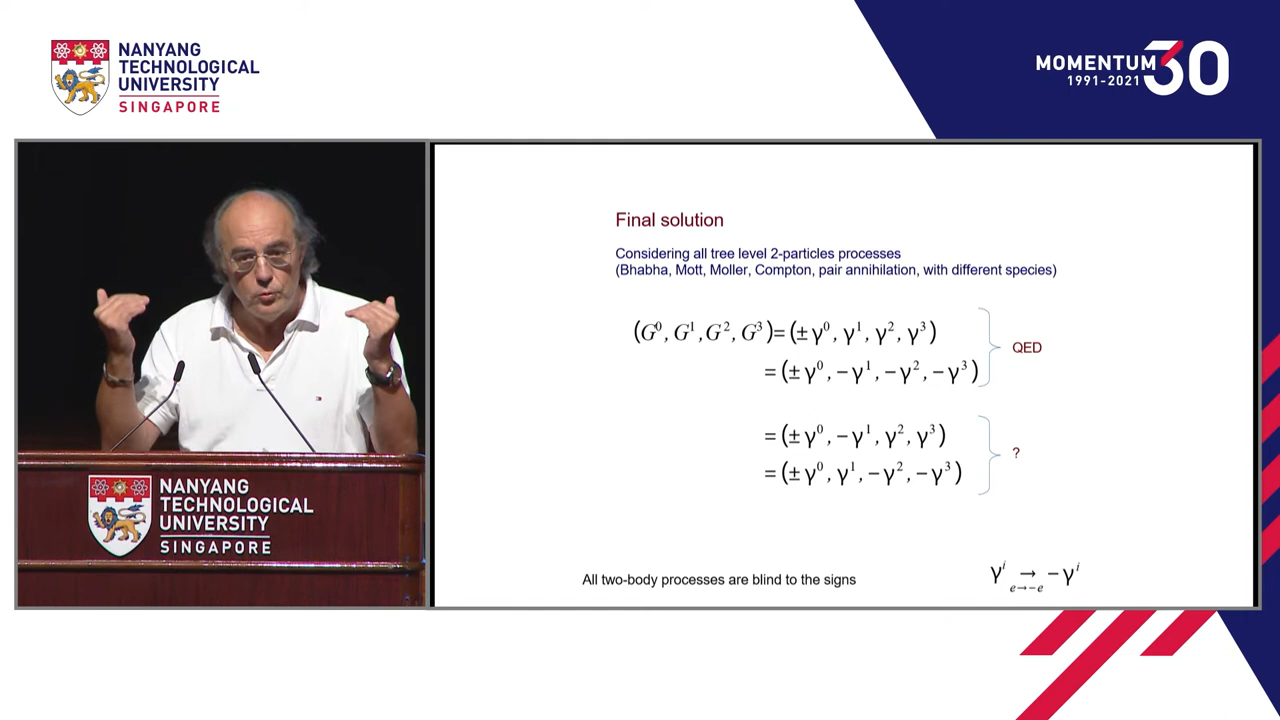 NANYANG
TECHNOLOGICAL
UNIVERSITY
SINGAPORE
MOMENTUM 30
1991-2021
Final solution
Considering all tree level 2-particles processes
(Bhabha, Mott, Moller, Compton, pair annihilation, with different species)
(G⁰, G¹, G², G³)=(±γ⁰, γ¹, γ², γ³)
=(±γ⁰, −γ¹, −γ², −γ³)
QED
=(±γ⁰, −γ¹, γ², γ³)
=(±γ⁰, γ¹, −γ², −γ³)
?
All two-body processes are blind to the signs
γⁱ → −γⁱ
e→−e
NANYANG
TECHNOLOGICAL
UNIVERSITY
SINGAPORE